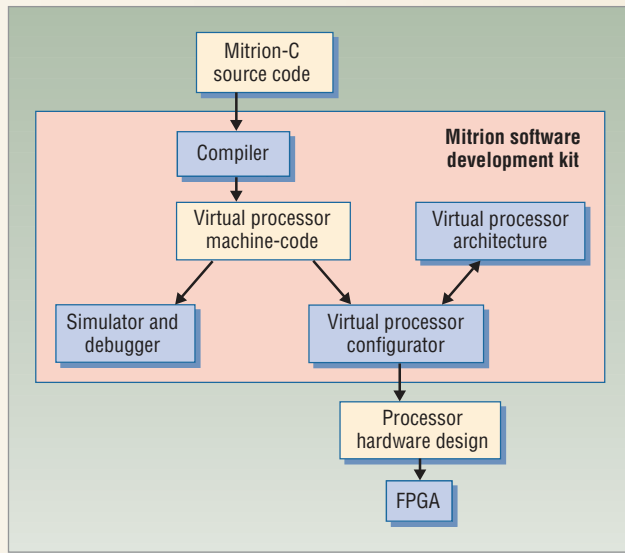 Mitrion-C
source code
Mitrion software
development kit
Compiler
Virtual processor
machine-code
Virtual processor
architecture
Simulator and
debugger
Virtual processor
configurator
Processor
hardware design
FPGA